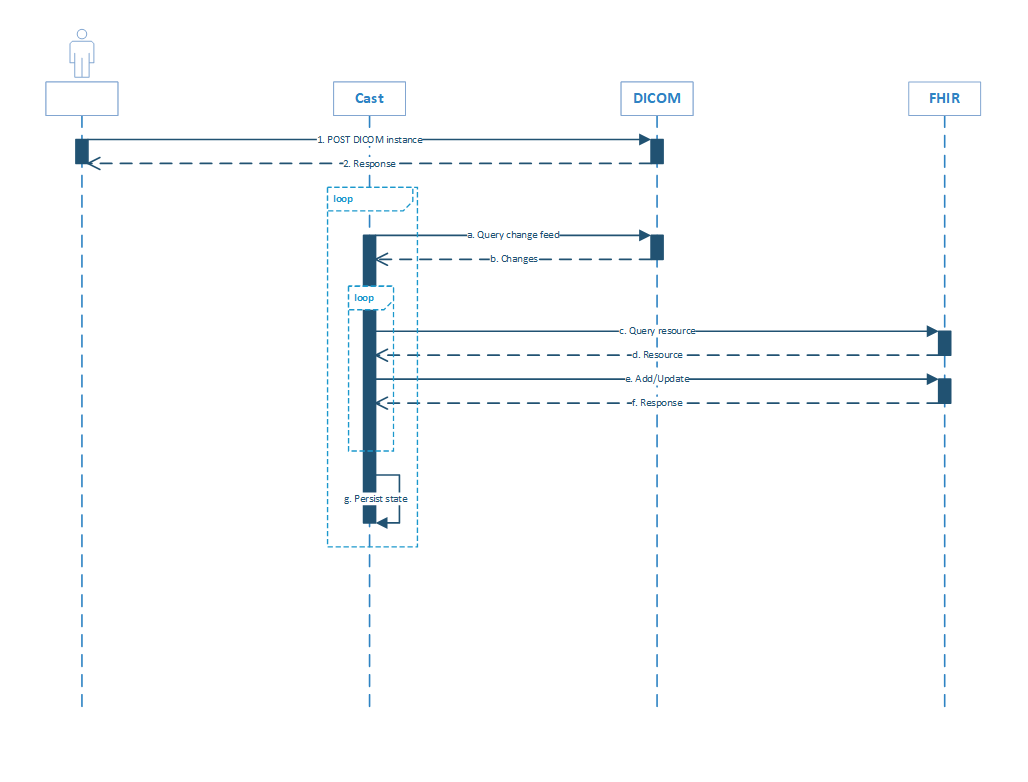 Cast
DICOM
FHIR
1. POST DICOM instance
2. Response
loop
a. Query change feed
b. Changes
loop
c. Query resource
d. Resource
e. Add/Update
f. Response
g. Persist state